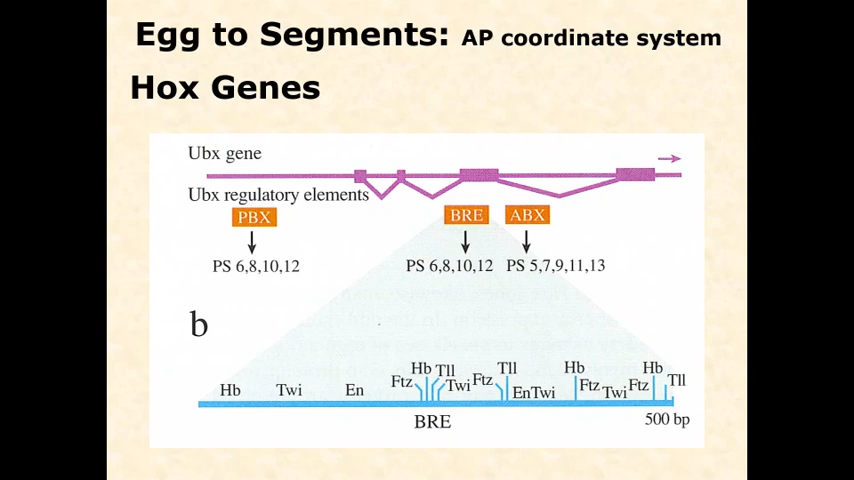 Egg to Segments: AP coordinate system
Hox Genes
Ubx gene
Ubx regulatory elements
PBX BRE ABX
PS 6,8,10,12 PS 6,8,10,12 PS 5,7,9,11,13
b
Hb Twi En Ftz Hb Tll Twi Ftz Tll EnTwi Hb Ftz Twi Ftz Hb Tll
BRE 500 bp